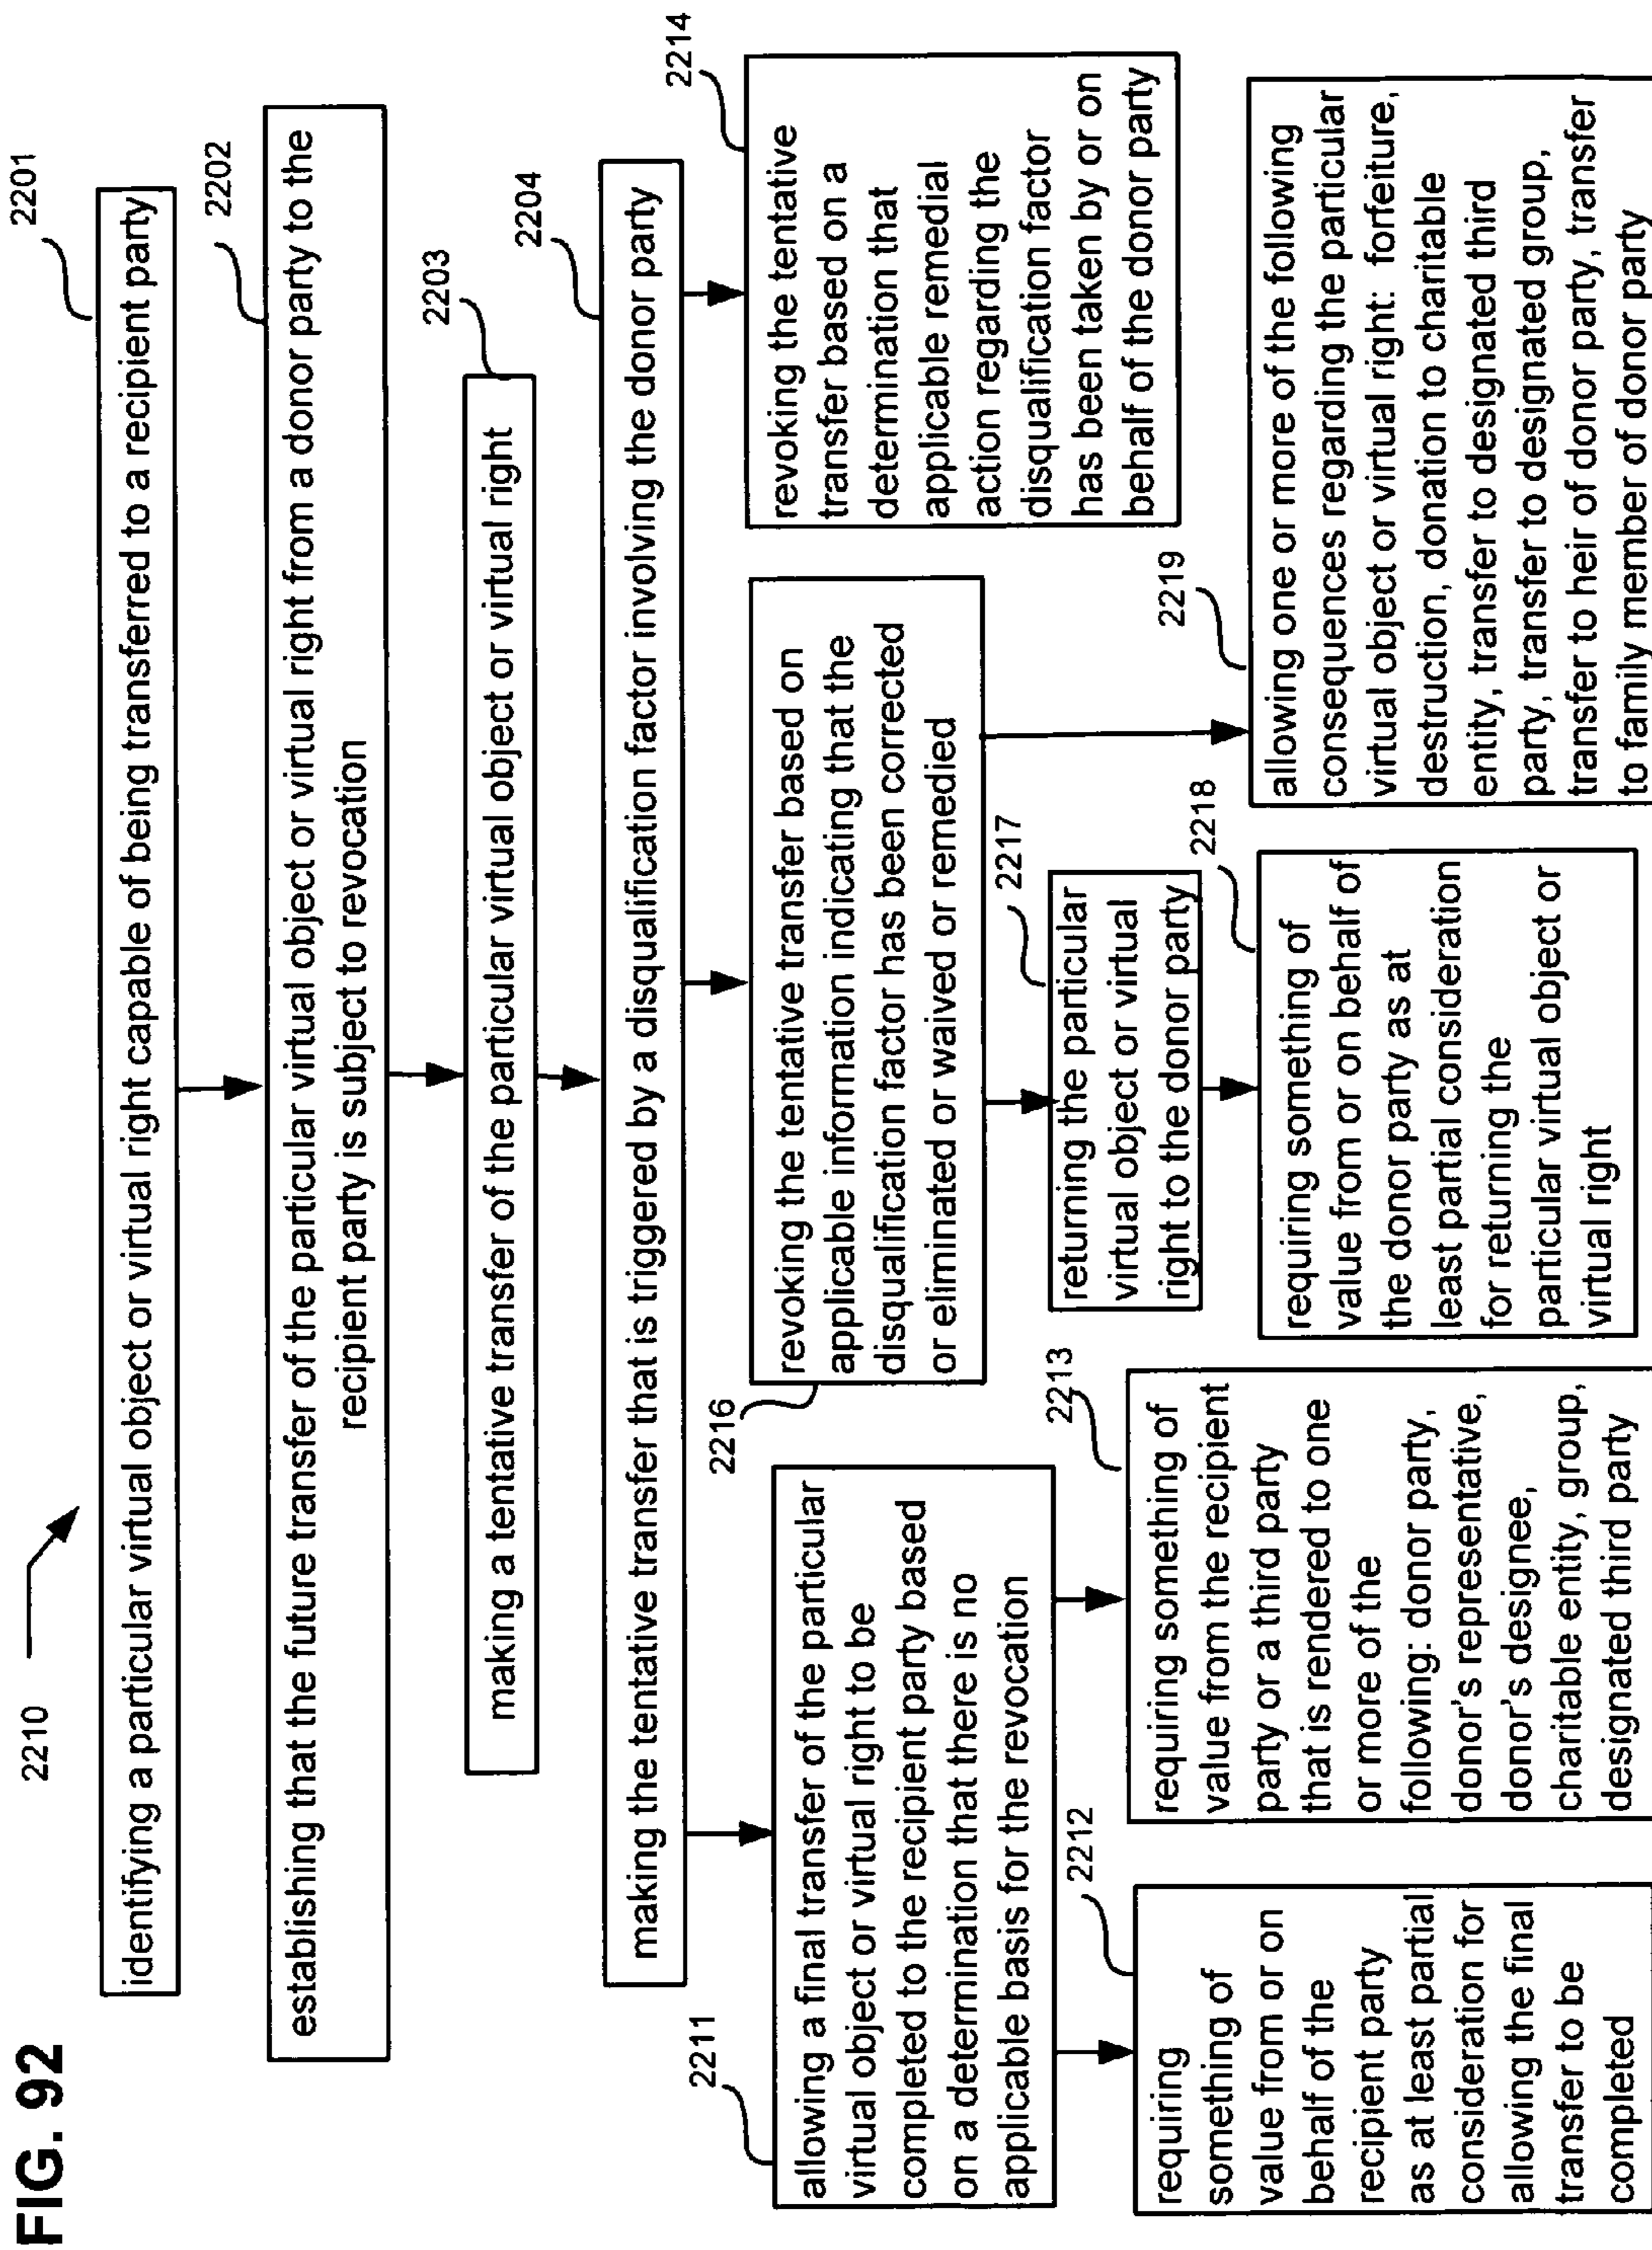 FIG. 92
2210
2201
identifying a particular virtual object or virtual right capable of being transferred to a recipient party
2202
establishing that the future transfer of the particular virtual object or virtual right from a donor party to the
recipient party is subject to revocation
2203
making a tentative transfer of the particular virtual object or virtual right
2204
making the tentative transfer that is triggered by a disqualification factor involving the donor party
2211
allowing a final transfer of the particular
virtual object or virtual right to be
completed to the recipient party based
on a determination that there is no
applicable basis for the revocation
2216
revoking the tentative transfer based on
applicable information indicating that the
disqualification factor has been corrected
or eliminated or waived or remedied
2214
revoking the tentative
transfer based on a
determination that
applicable remedial
action regarding the
disqualification factor
has been taken by or on
behalf of the donor party
2212
requiring
something of
value from or on
behalf of the
recipient party
as at least partial
consideration for
allowing the final
transfer to be
completed
2213
requiring something of
value from the recipient
party or a third party
that is rendered to one
or more of the
following: donor party,
donor's representative,
donor's designee,
charitable entity, group,
designated third party
2217
returning the particular
virtual object or virtual
right to the donor party
2218
requiring something of
value from or on behalf of
the donor party as at
least partial consideration
for returning the
particular virtual object or
virtual right
2219
allowing one or more of the following
consequences regarding the particular
virtual object or virtual right: forfeiture,
destruction, donation to charitable
entity, transfer to designated third
party, transfer to designated group,
transfer to heir of donor party, transfer
to family member of donor party